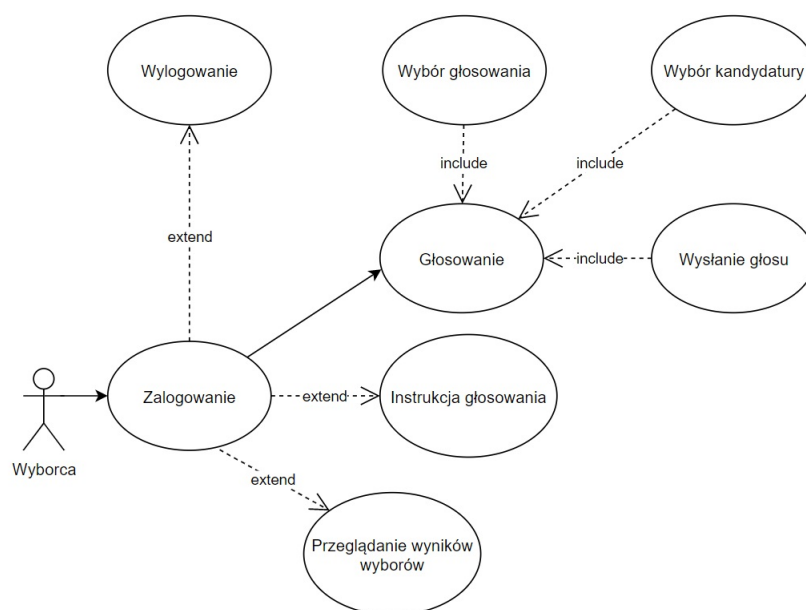 Wylogowanie
Wybór głosowania
Wybór kandydatury
include
include
extend
Głosowanie
include
Wysłanie głosu
Zalogowanie
extend
Instrukcja głosowania
Wyborca
extend
Przeglądanie wyników
wyborów